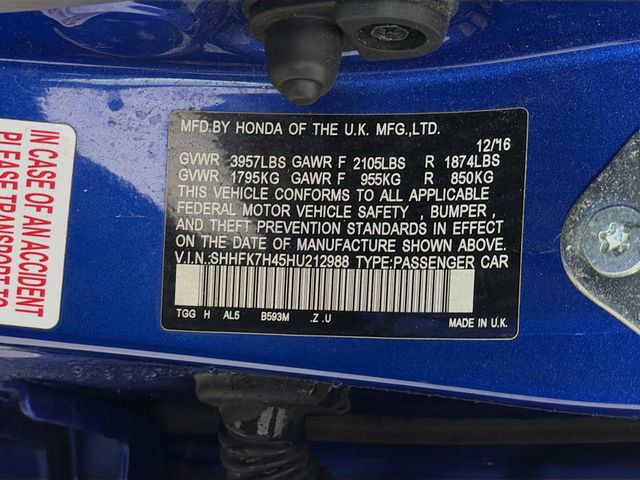 MFD.BY HONDA OF THE U.K. MFG.,LTD.
12/16
GVWR 3957LBS GAWR F 2105LBS R 1874LBS
GVWR 1795KG GAWR F 955KG R 850KG
THIS VEHICLE CONFORMS TO ALL APPLICABLE
FEDERAL MOTOR VEHICLE SAFETY , BUMPER ,
AND THEFT PREVENTION STANDARDS IN EFFECT
ON THE DATE OF MANUFACTURE SHOWN ABOVE.
V.I.N.:SHHFK7H45HU212988 TYPE:PASSENGER CAR
TGG H AL5 B593M .Z .U
MADE IN U.K.
IN CASE OF AN ACCIDENT
PLEASE TRANSPORT TO